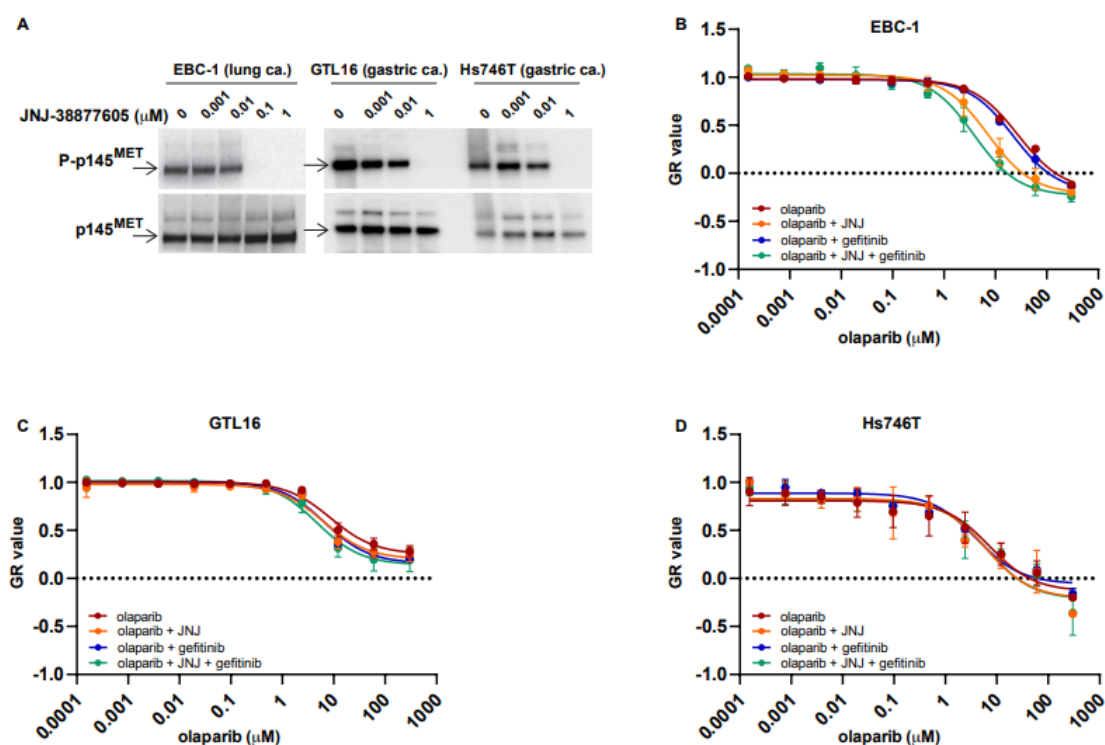 A
EBC-1 (lung ca.) GTL16 (gastric ca.) Hs746T (gastric ca.)
JNJ-38877605 (μM) 0 0,001 0,01 0,1 1 0 0,001 0,01 1 0 0,001 0,01 1
P-p145MET
p145MET
B
EBC-1
1.5
1.0
0.5
0.0
-0.5
-1.0
GR value
olaparib
olaparib + JNJ
olaparib + gefitinib
olaparib + JNJ + gefitinib
0.0001 0.001 0.01 0.1 1 10 100 1000
olaparib (μM)
C
GTL16
1.5
1.0
0.5
0.0
-0.5
-1.0
GR value
olaparib
olaparib + JNJ
olaparib + gefitinib
olaparib + JNJ + gefitinib
0.0001 0.001 0.01 0.1 1 10 100 1000
olaparib (μM)
D
Hs746T
1.5
1.0
0.5
0.0
-0.5
-1.0
GR value
olaparib
olaparib + JNJ
olaparib + gefitinib
olaparib + JNJ + gefitinib
0.0001 0.001 0.01 0.1 1 10 100 1000
olaparib (μM)